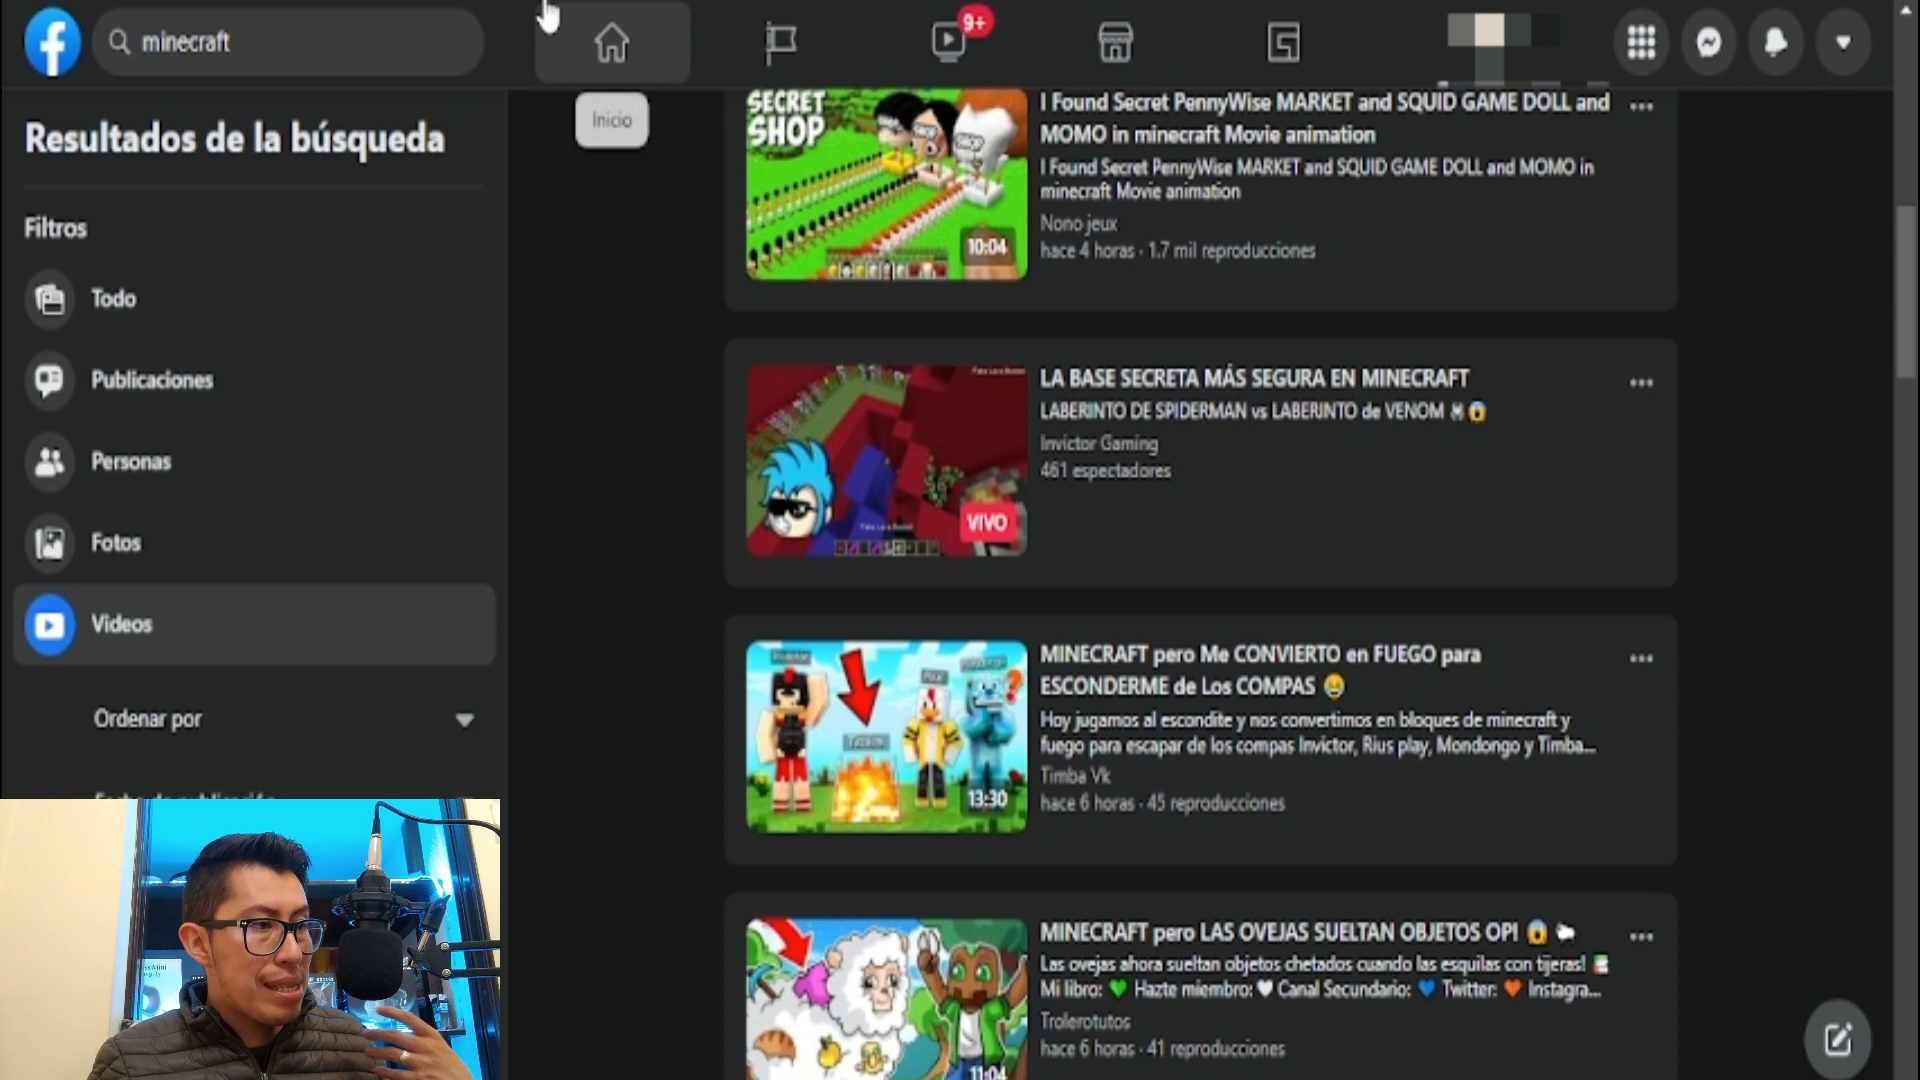 minecraft
9+
Inicio
Resultados de la búsqueda
Filtros
Todo
Publicaciones
Personas
Fotos
Videos
Ordenar por
SECRET
SHOP
10:04
I Found Secret PennyWise MARKET and SQUID GAME DOLL and
MOMO in minecraft Movie animation
I Found Secret PennyWise MARKET and SQUID GAME DOLL and MOMO in
minecraft Movie animation
Nono jeux
hace 4 horas · 1.7 mil reproducciones
VIVO
LA BASE SECRETA MÁS SEGURA EN MINECRAFT
LABERINTO DE SPIDERMAN vs LABERINTO de VENOM 🕷😱
Invictor Gaming
461 espectadores
13:30
MINECRAFT pero Me CONVIERTO en FUEGO para
ESCONDERME de Los COMPAS 😂
Hoy jugamos al escondite y nos convertimos en bloques de minecraft y
fuego para escapar de los compas Invictor, Rius play, Mondongo y Timba...
Timba Vk
hace 6 horas · 45 reproducciones
11:04
MINECRAFT pero LAS OVEJAS SUELTAN OBJETOS OP! 😱 🐑
Las ovejas ahora sueltan objetos chetados cuando las esquilas con tijeras!
Mi libro: 💚 Hazte miembro: 🤍 Canal Secundario: 💙 Twitter: 🧡 Instagra...
Trolerotutos
hace 6 horas · 41 reproducciones